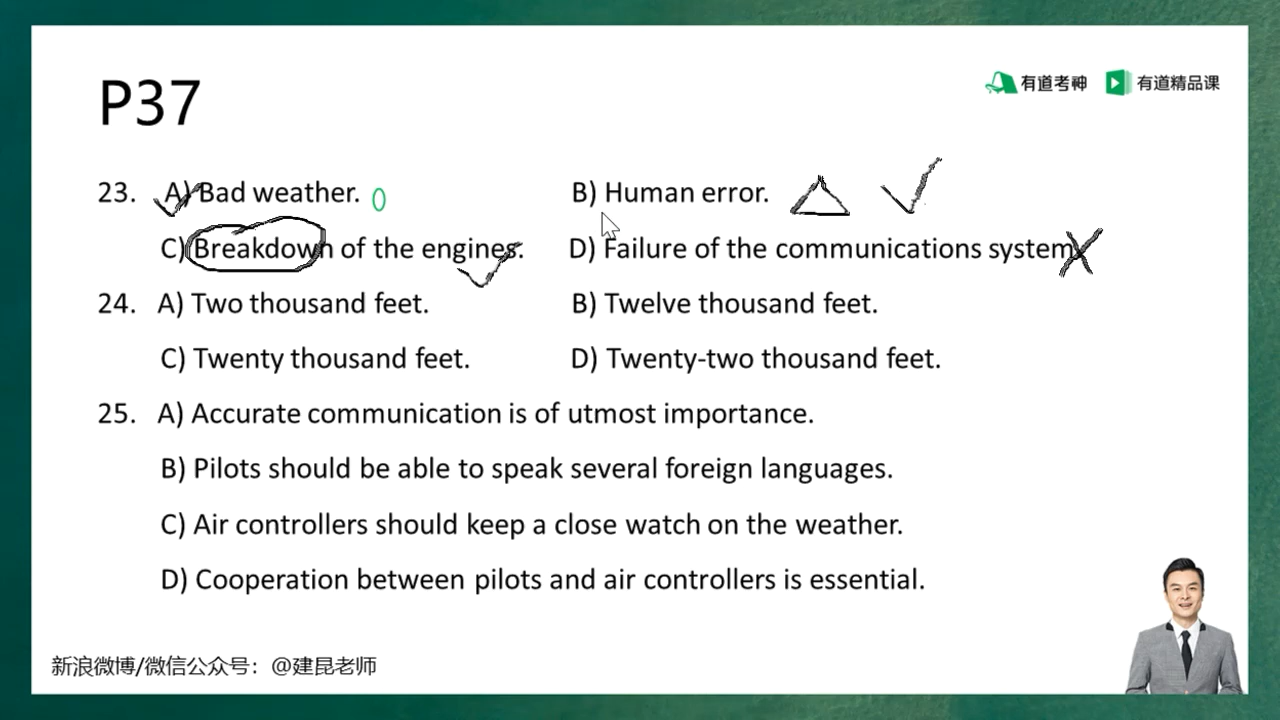 P37
有道考神 有道精品课
23. A) Bad weather. B) Human error.
C) Breakdown of the engines. D) Failure of the communications system
24. A) Two thousand feet. B) Twelve thousand feet.
C) Twenty thousand feet. D) Twenty-two thousand feet.
25. A) Accurate communication is of utmost importance.
B) Pilots should be able to speak several foreign languages.
C) Air controllers should keep a close watch on the weather.
D) Cooperation between pilots and air controllers is essential.
新浪微博/微信公众号：@建昆老师